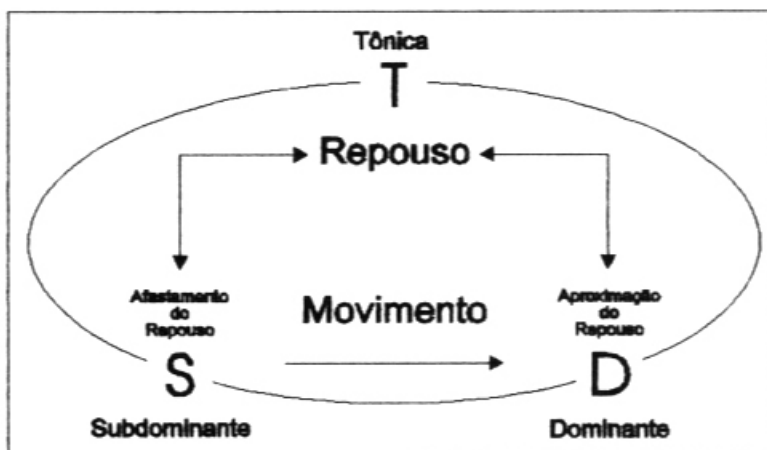 Tônica
T
Repouso
Afastamento
do
Repouso
Movimento
Aproximação
do
Repouso
S
D
Subdominante
Dominante